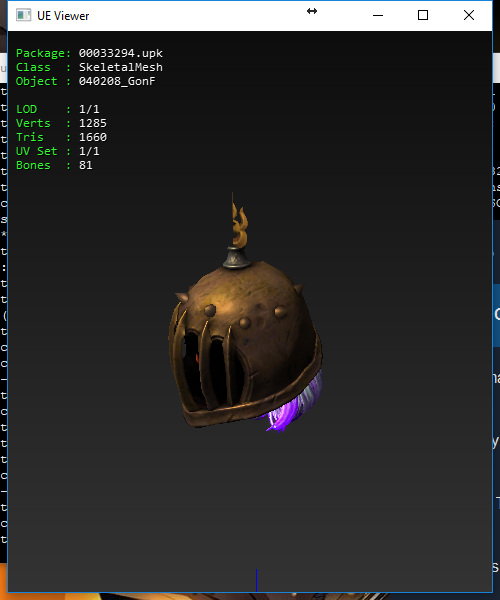 UE Viewer
Package: 00033294.upk
Class : SkeletalMesh
Object : 040208_GonF
LOD : 1/1
Verts : 1285
Tris : 1660
UV Set : 1/1
Bones : 81